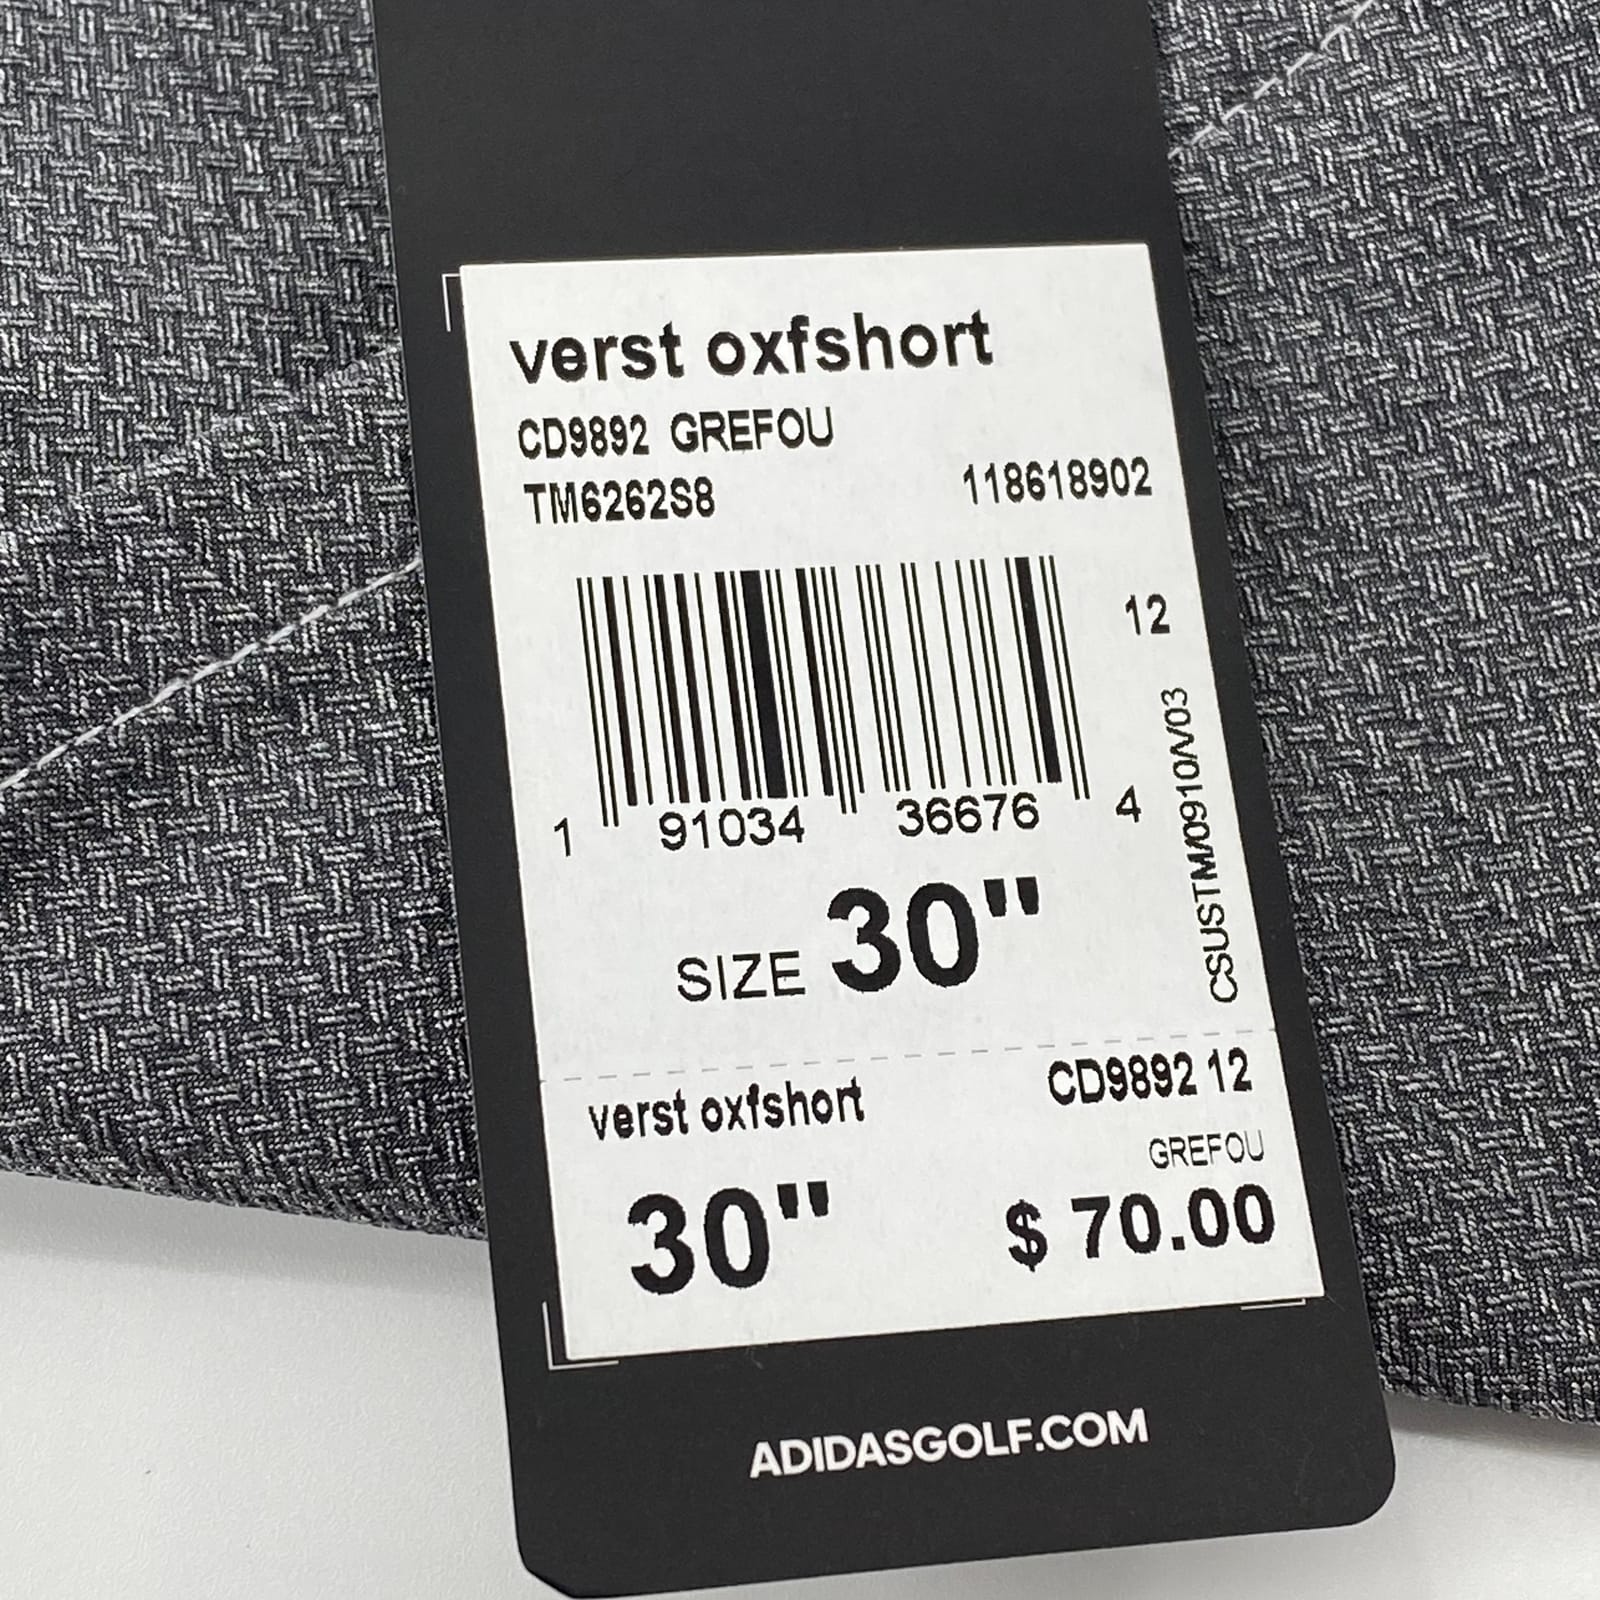 verst oxfshort
CD9892 GREFOU
TM6262S8 118618902
12
1 91034 36676 4
CSUSTM/0910/V03
SIZE 30"
verst oxfshort CD9892 12
GREFOU
30" $ 70.00
ADIDASGOLF.COM